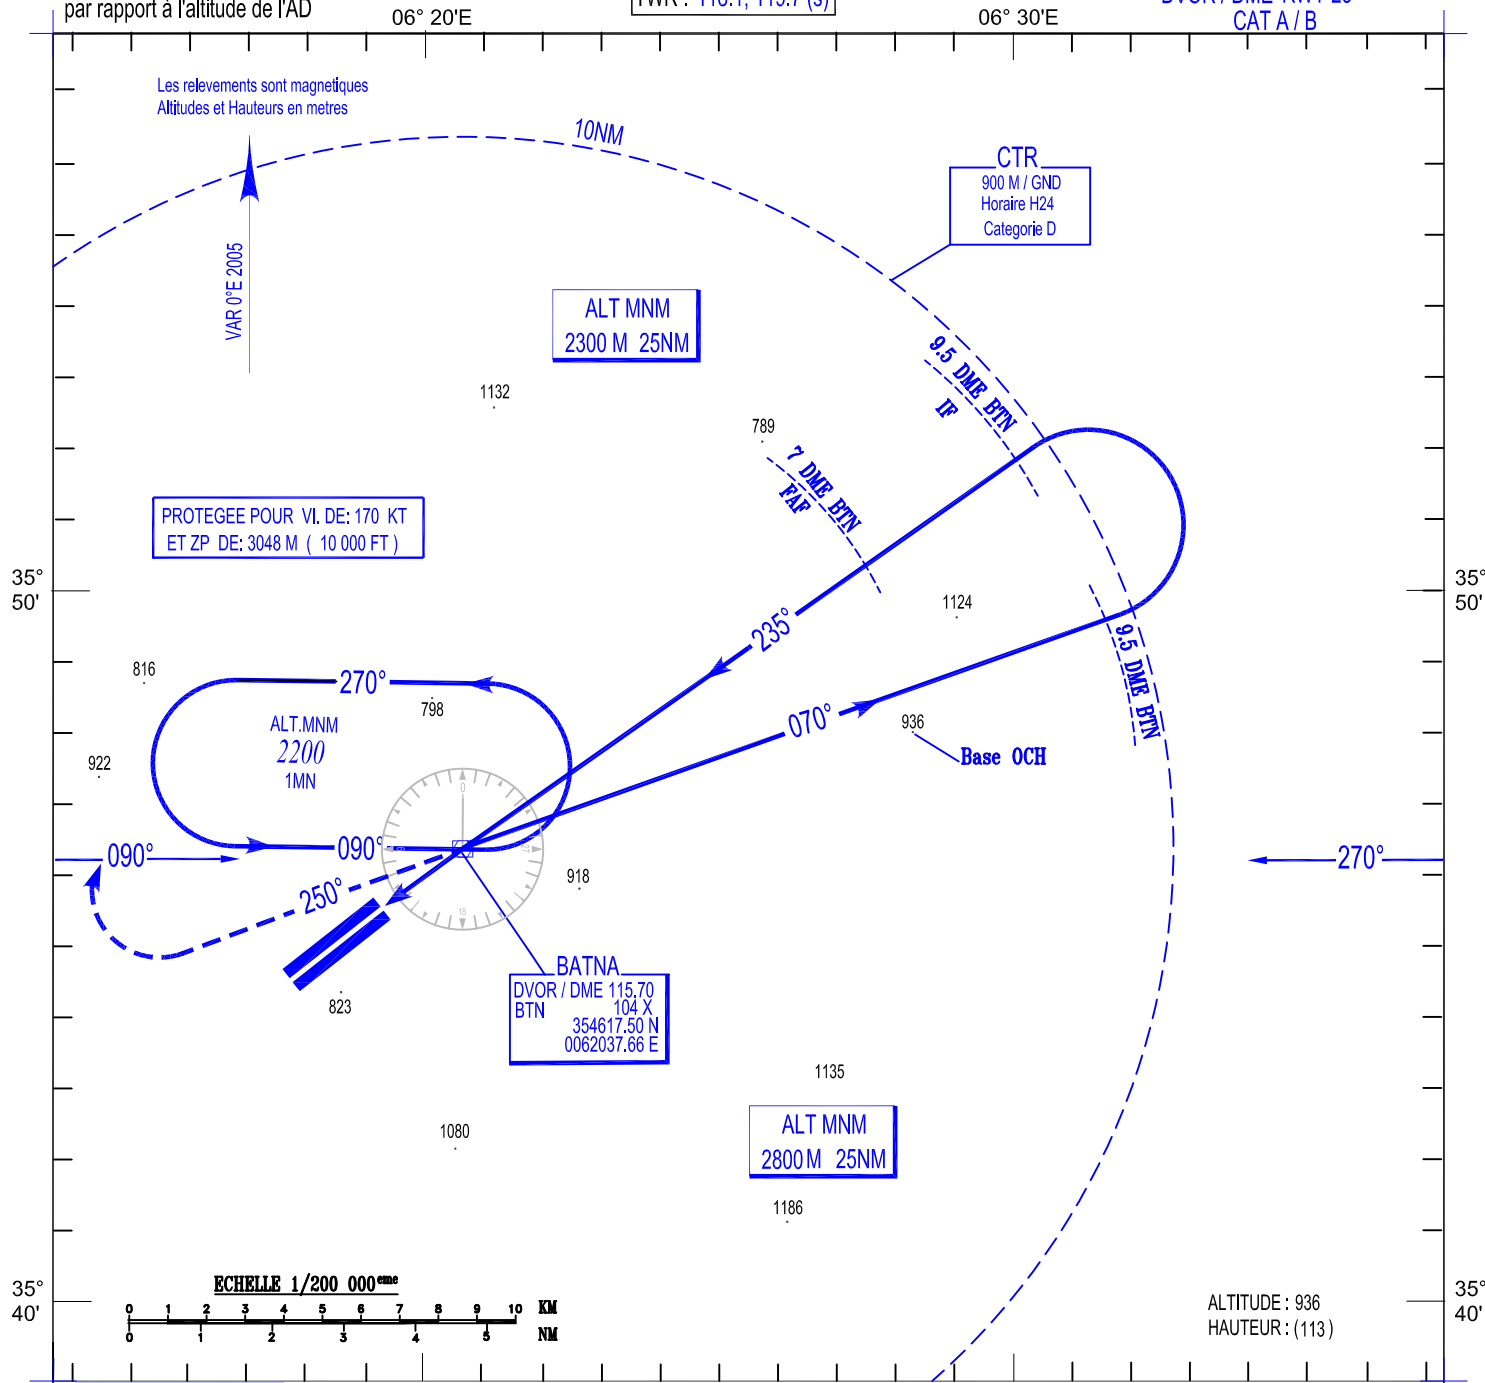 par rapport à l'altitude de l'AD
06° 20'E
06° 30'E
CAT A / B
Les relevements sont magnetiques
Altitudes et Hauteurs en metres
10NM
CTR
900 M / GND
Horaire H24
Categorie D
VAR 0°E 2005
ALT MNM
2300 M 25NM
9.5 DME BTN
IF
1132
789
7 DME BTN
FAF
PROTEGEE POUR VI. DE: 170 KT
ET ZP DE: 3048 M ( 10 000 FT )
35°
50'
35°
50'
1124
235°
9.5 DME BTN
816
270°
798
070°
936
Base OCH
ALT.MNM
2200
1MN
922
0
090°
090°
270°
250°
918
18
BATNA
DVOR / DME 115.70
BTN 104 X
354617.50 N
0062037.66 E
823
1135
1080
ALT MNM
2800 M 25NM
1186
ECHELLE 1/200 000eme
0 1 2 3 4 5 6 7 8 9 10 KM
0 1 2 3 4 5 NM
35°
40'
35°
40'
ALTITUDE : 936
HAUTEUR : (113)